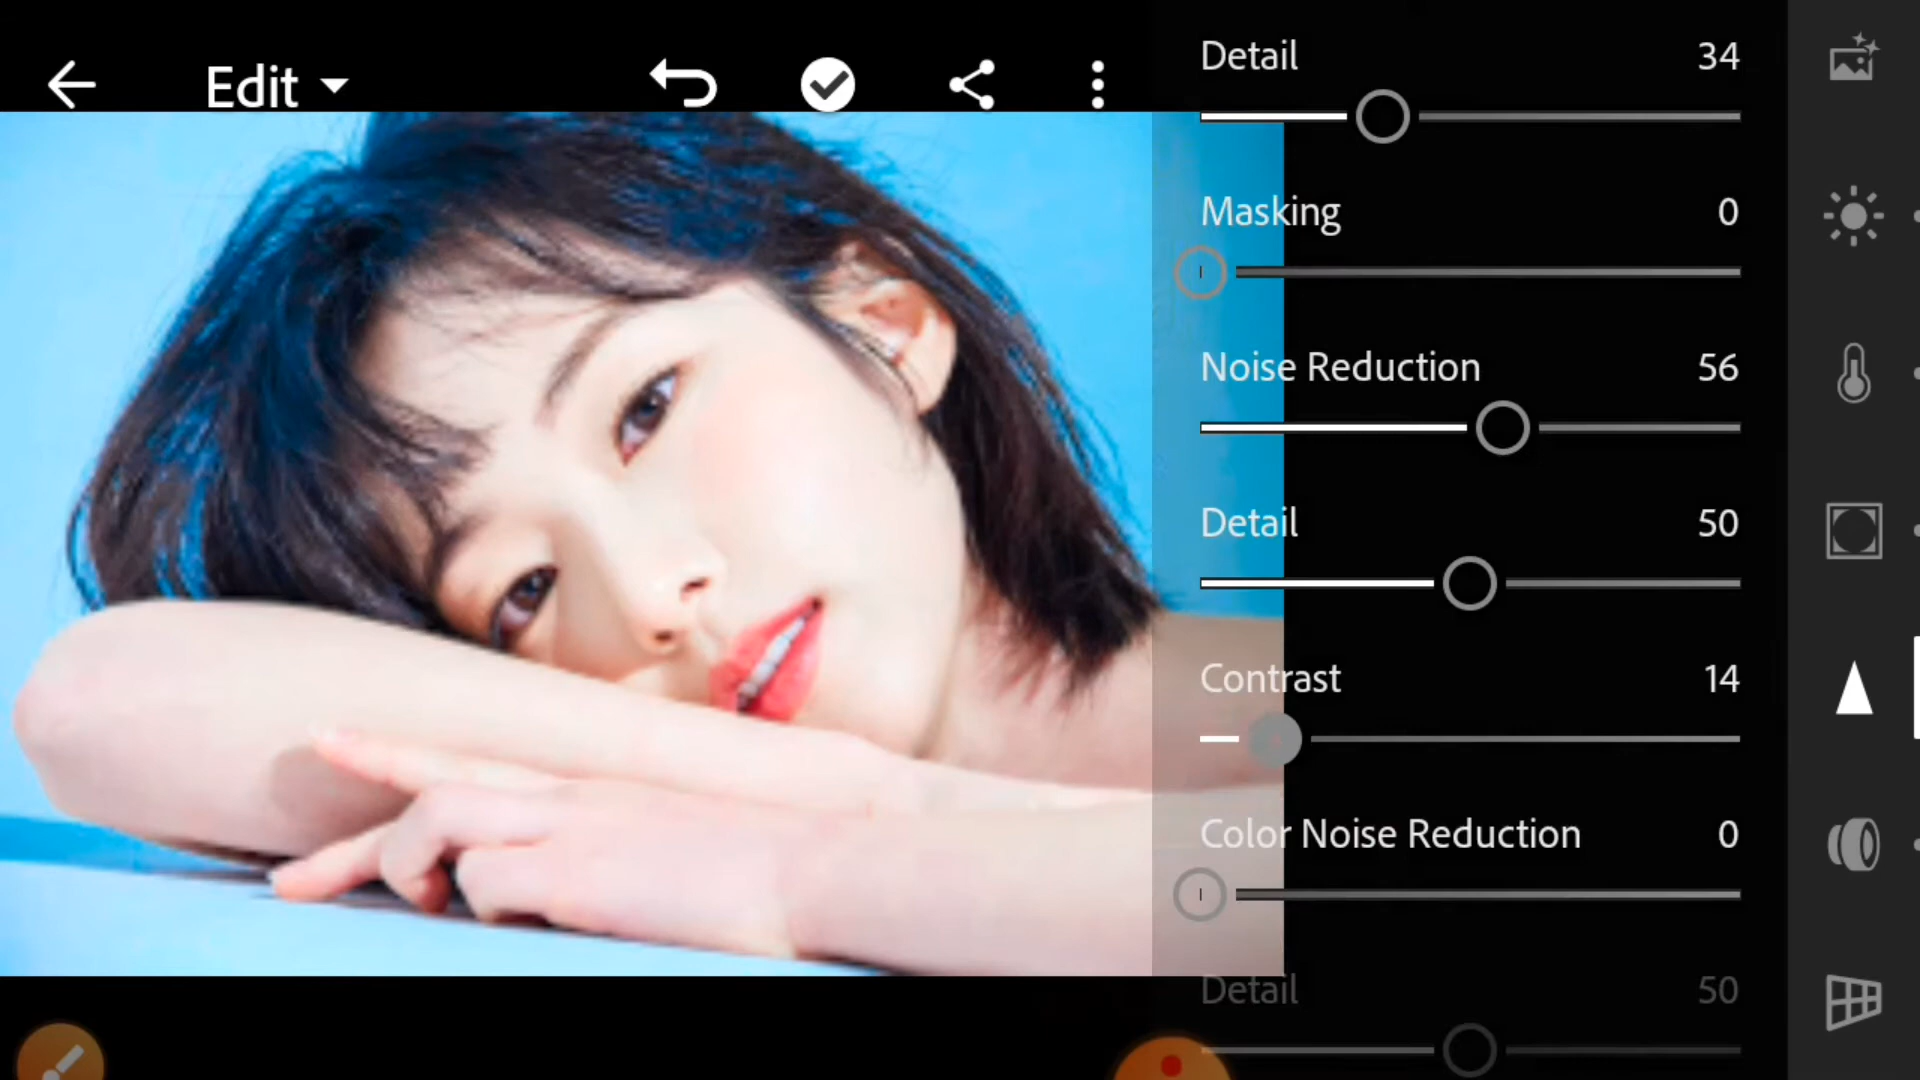 Edit
Detail 34
Masking 0
Noise Reduction 56
Detail 50
Contrast 14
Color Noise Reduction 0
Detail 50